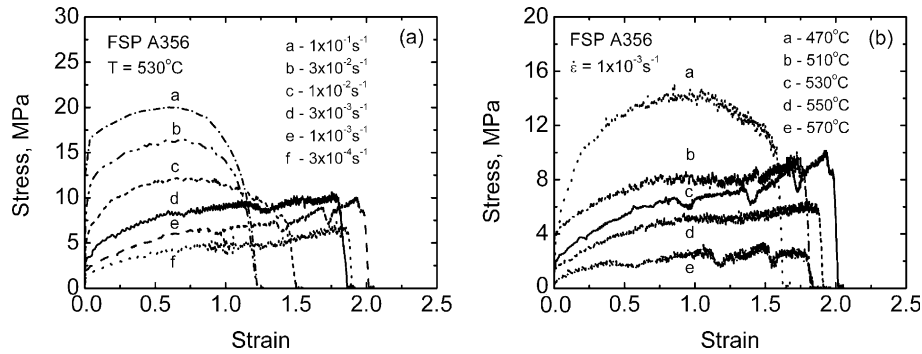 FSP A356
T = 530°C
(a)
a - 1x10⁻¹s⁻¹
b - 3x10⁻²s⁻¹
c - 1x10⁻²s⁻¹
d - 3x10⁻³s⁻¹
e - 1x10⁻³s⁻¹
f - 3x10⁻⁴s⁻¹
a
b
c
d
e
f
Stress, MPa
30
25
20
15
10
5
0
0.0 0.5 1.0 1.5 2.0 2.5
Strain
FSP A356
ε̇ = 1x10⁻³s⁻¹
(b)
a - 470°C
b - 510°C
c - 530°C
d - 550°C
e - 570°C
a
b
c
d
e
Stress, MPa
20
16
12
8
4
0
0.0 0.5 1.0 1.5 2.0 2.5
Strain